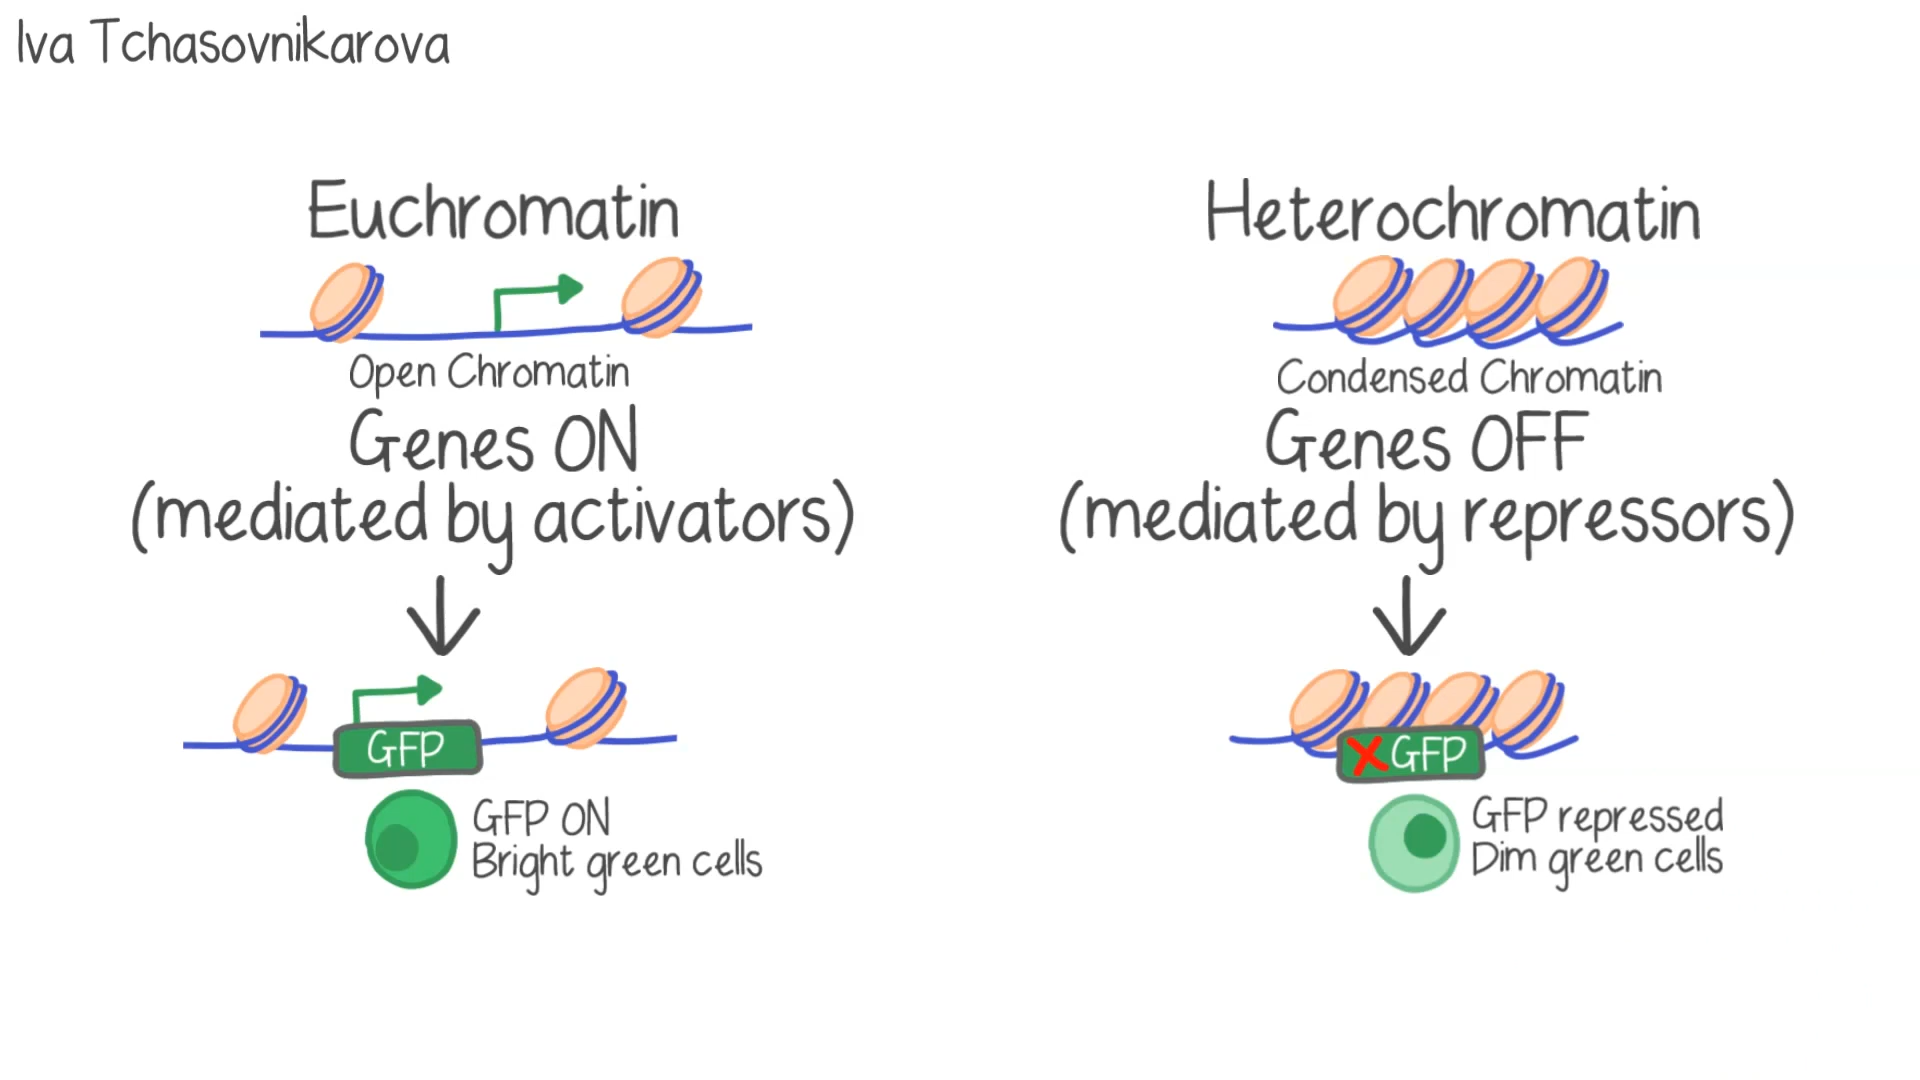 Iva Tchasovnikarova
Euchromatin
Open Chromatin
Genes ON
(mediated by activators)
GFP
GFP ON
Bright green cells
Heterochromatin
Condensed Chromatin
Genes OFF
(mediated by repressors)
GFP
GFP repressed
Dim green cells